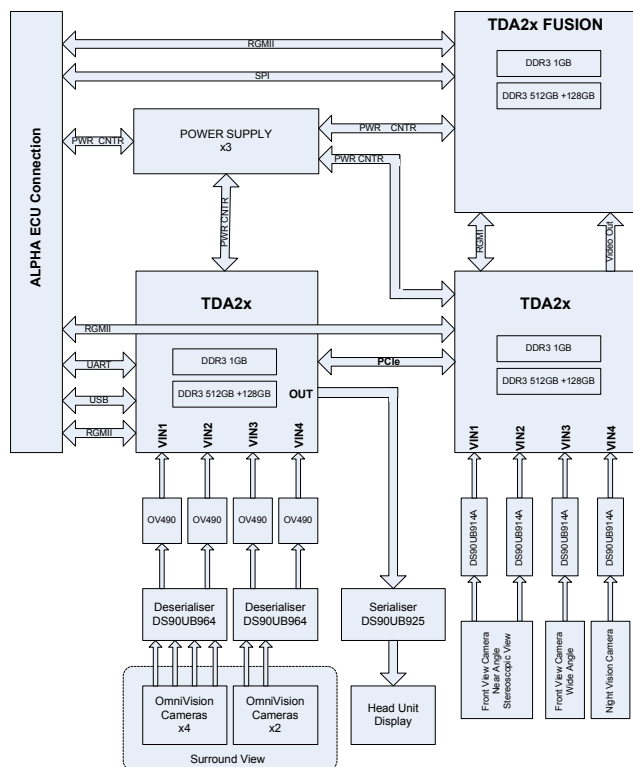 TDA2x FUSION
RGMII
DDR3 1GB
SPI
DDR3 512GB +128GB
POWER SUPPLY
x3
PWR CNTR
PWR CNTR
PWR CNTR
PWR CNTR
ALPHA ECU Connection
RGMII
Video Out
TDA2x
TDA2x
RGMII
DDR3 1GB
PCIe
DDR3 1GB
UART
DDR3 512GB +128GB
OUT
DDR3 512GB +128GB
USB
RGMII
VIN1
VIN2
VIN3
VIN4
VIN1
VIN2
VIN3
VIN4
OV490
OV490
OV490
OV490
DS90UB914A
DS90UB914A
DS90UB914A
DS90UB914A
Deserialiser
DS90UB964
Deserialiser
DS90UB964
Serialiser
DS90UB925
Front View Camera
Near Angle
Stereoscopic View
Front View Camera
Wide Angle
Night Vision Camera
OmniVision
Cameras
x4
OmniVision
Cameras
x2
Head Unit
Display
Surround View